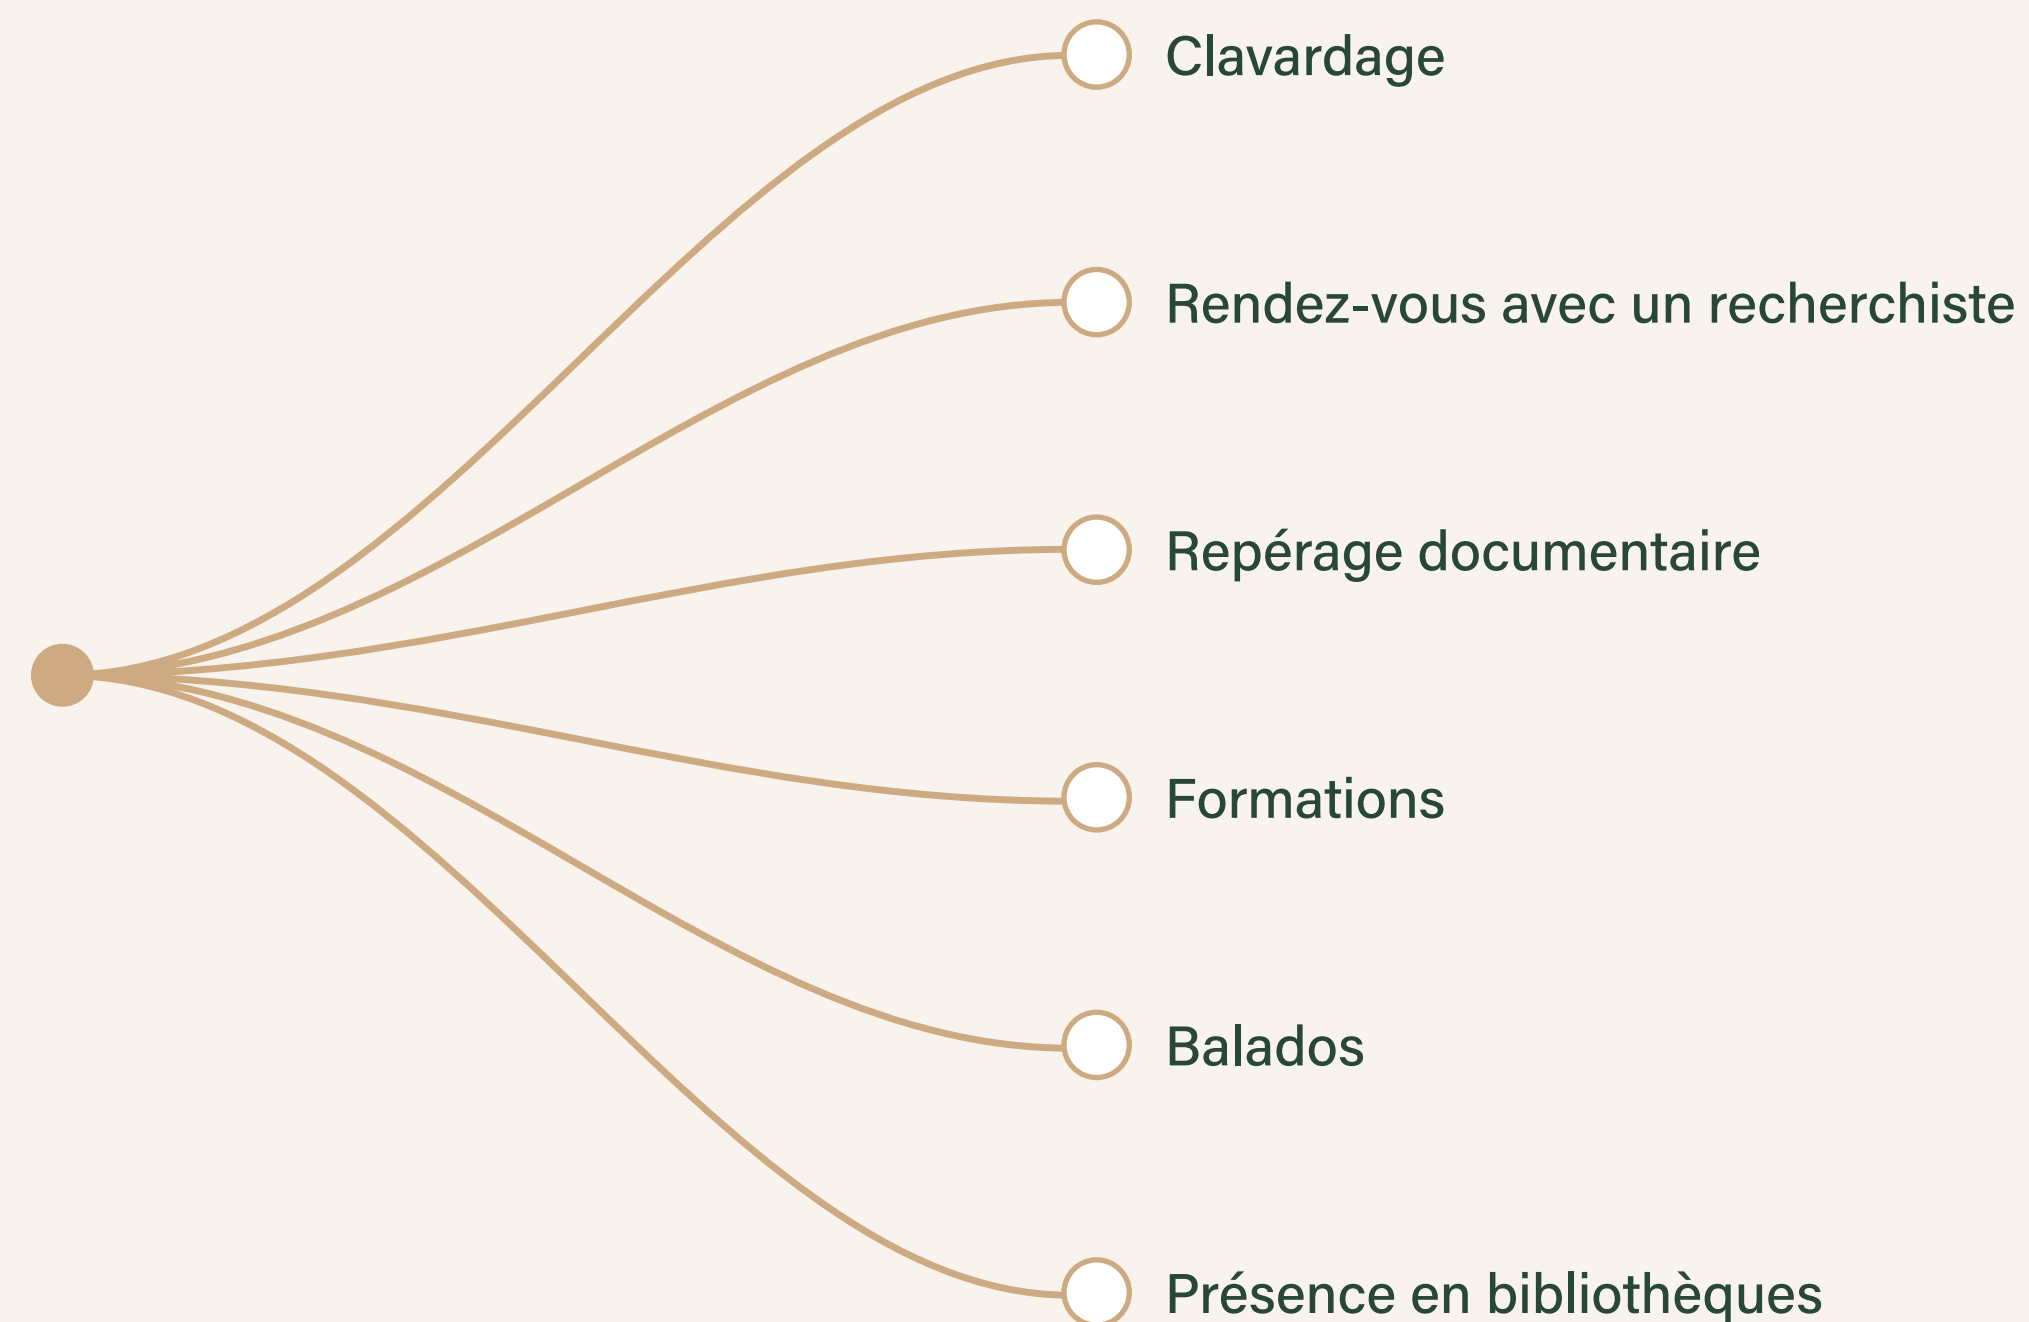 Clavardage
Rendez-vous avec un recherchiste
Repérage documentaire
Formations
Balados
Présence en bibliothèques